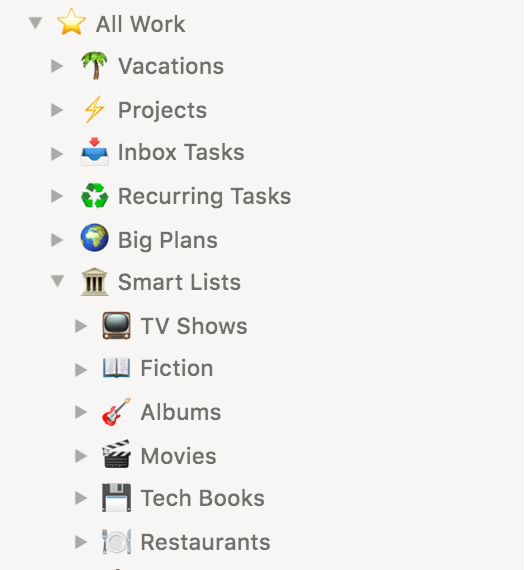 All Work
Vacations
Projects
Inbox Tasks
Recurring Tasks
Big Plans
Smart Lists
TV Shows
Fiction
Albums
Movies
Tech Books
Restaurants